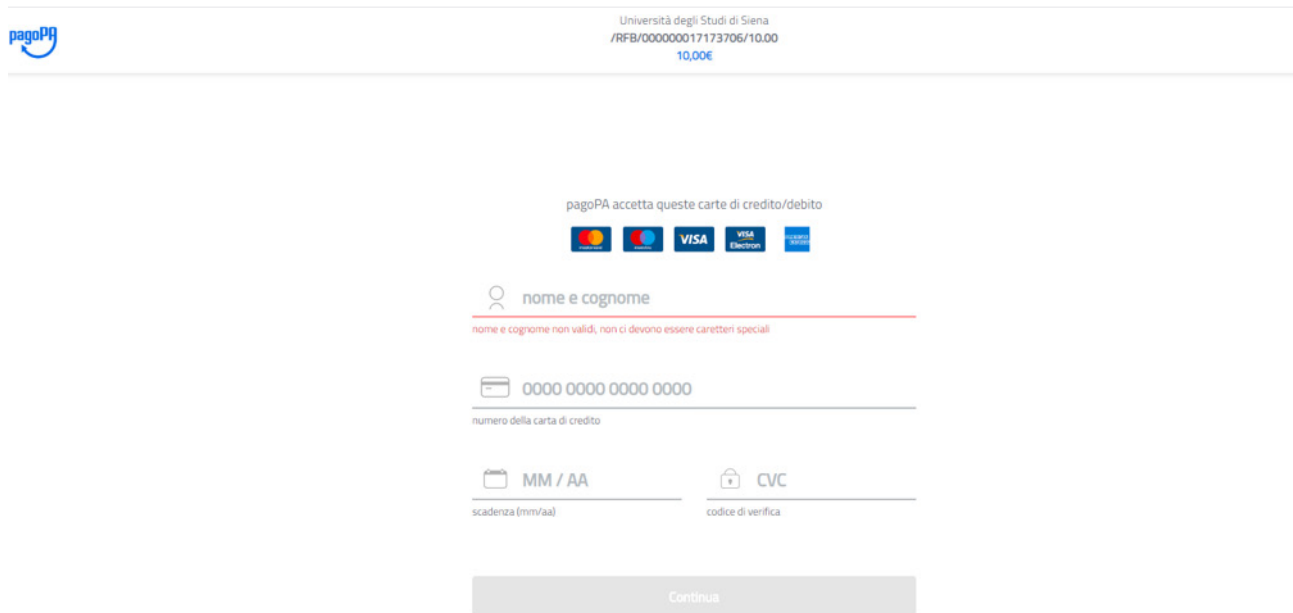 pagoPA
Università degli Studi di Siena
/RFB/000000017173706/10.00
10,00€
pagoPA accetta queste carte di credito/debito
VISA
VISA
Electron
nome e cognome
nome e cognome non validi, non ci devono essere caretteri speciali
0000 0000 0000 0000
numero della carta di credito
MM / AA
CVC
scadenza (mm/aa)
codice di verifica
Continua